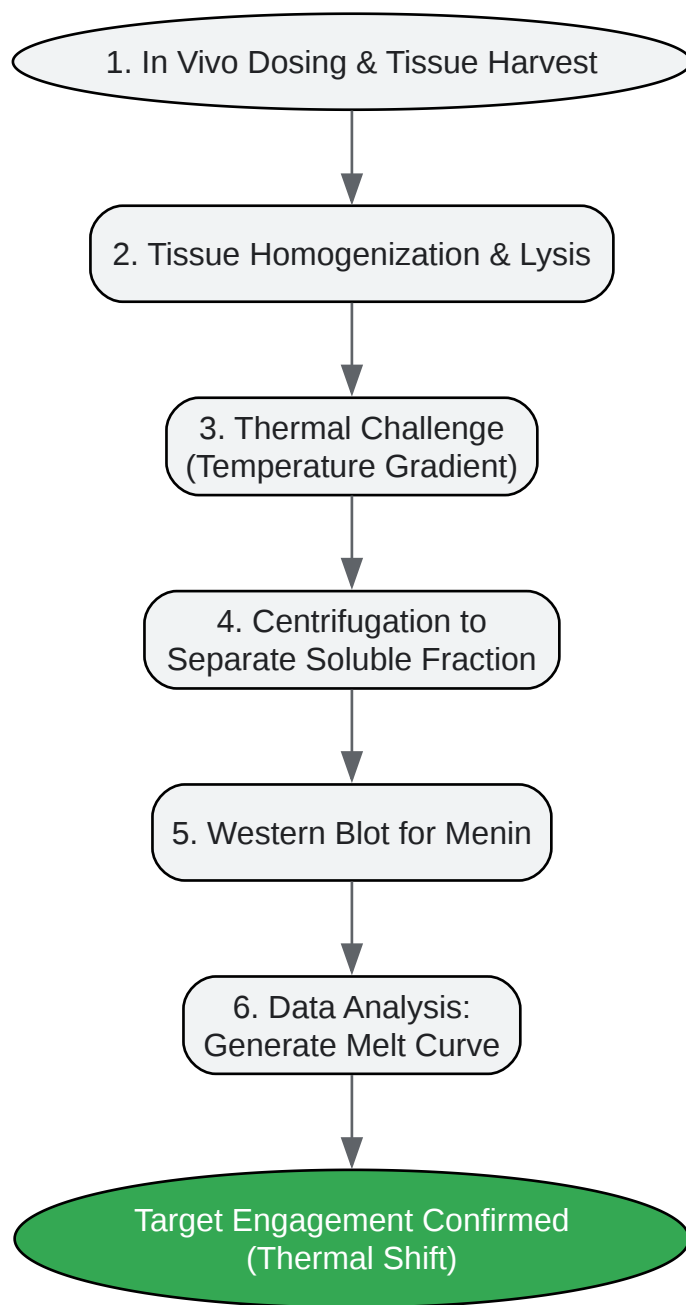 1. In Vivo Dosing & Tissue Harvest
2. Tissue Homogenization & Lysis
3. Thermal Challenge
(Temperature Gradient)
4. Centrifugation to
Separate Soluble Fraction
5. Western Blot for Menin
6. Data Analysis:
Generate Melt Curve
Target Engagement Confirmed
(Thermal Shift)